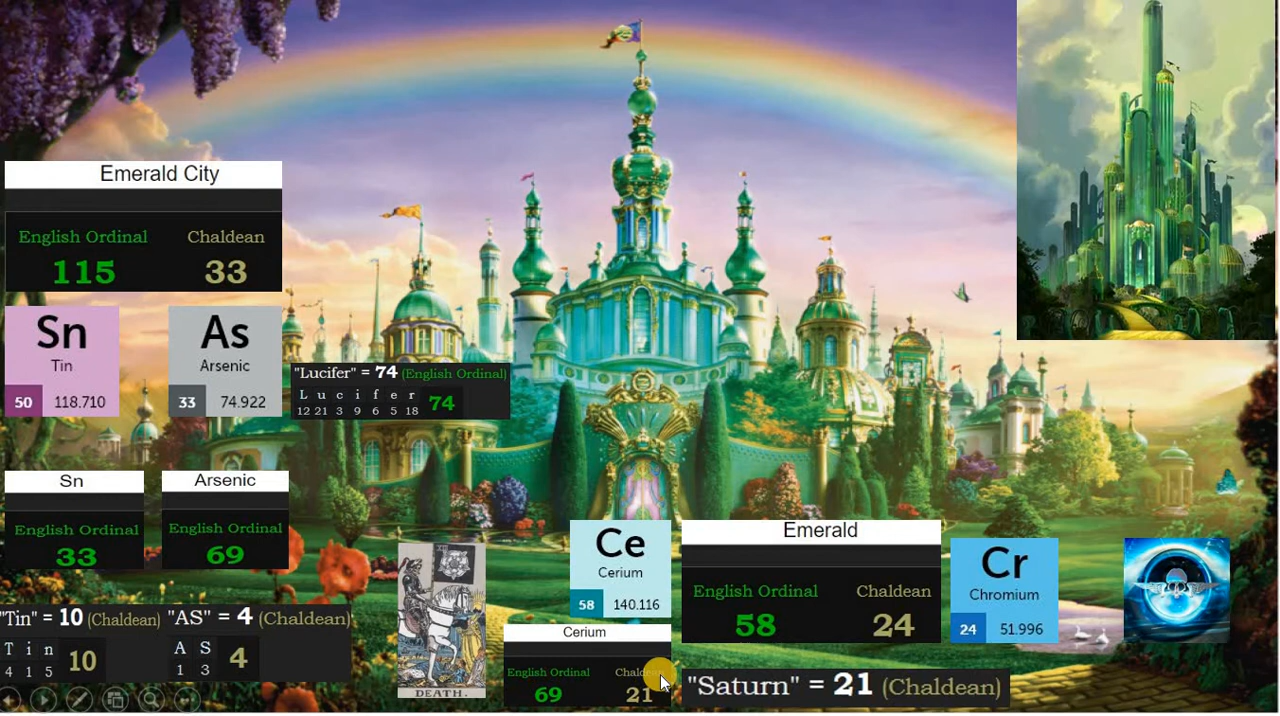 Emerald City
English Ordinal Chaldean
115 33
Sn
Tin
50 118.710
As
Arsenic
33 74.922
"Lucifer" = 74 (English Ordinal)
L u c i f e r
12 21 3 9 6 5 18
74
Sn
English Ordinal
33
Arsenic
English Ordinal
69
"Tin" = 10 (Chaldean) "AS" = 4 (Chaldean)
T i n
4 1 5
10
A S
1 3
4
DEATH.
Ce
Cerium
58 140.116
Cerium
English Ordinal
69 21
Emerald
English Ordinal Chaldean
58 24
Cr
Chromium
24 51.996
"Saturn" = 21 (Chaldean)